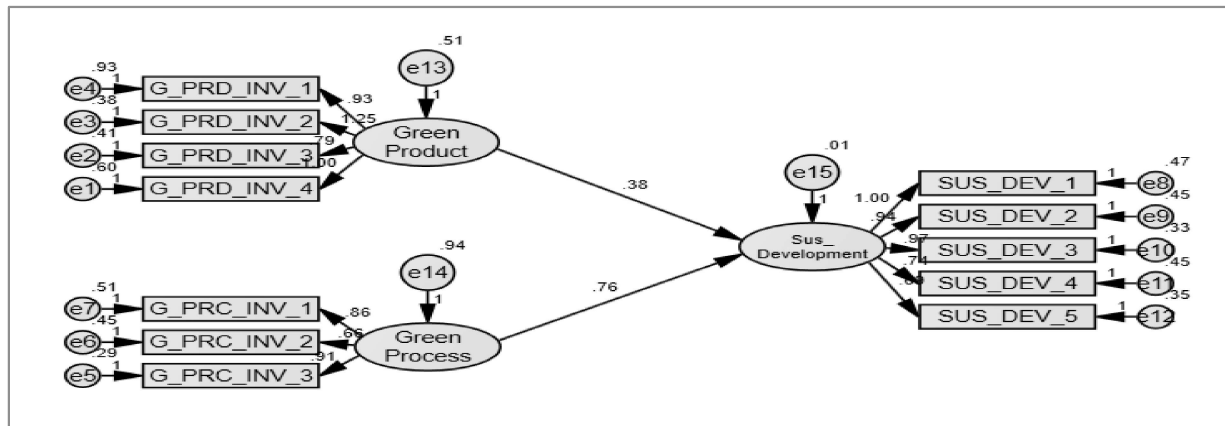 .51
e13
1
.93
e4
1
G_PRD_INV_1
.93
.38
e3
1
G_PRD_INV_2
1.25
.41
e2
1
G_PRD_INV_3
.79
.60
e1
1
G_PRD_INV_4
1.00
Green
Product
.38
.01
e15
1
Sus_
Development
1.00
SUS_DEV_1
1
e8
.47
.94
SUS_DEV_2
1
e9
.45
.97
SUS_DEV_3
1
e10
.33
.74
SUS_DEV_4
1
e11
.45
SUS_DEV_5
1
e12
.35
.94
e14
1
.51
e7
1
G_PRC_INV_1
.86
.45
e6
1
G_PRC_INV_2
.66
.29
e5
1
G_PRC_INV_3
.91
Green
Process
.76